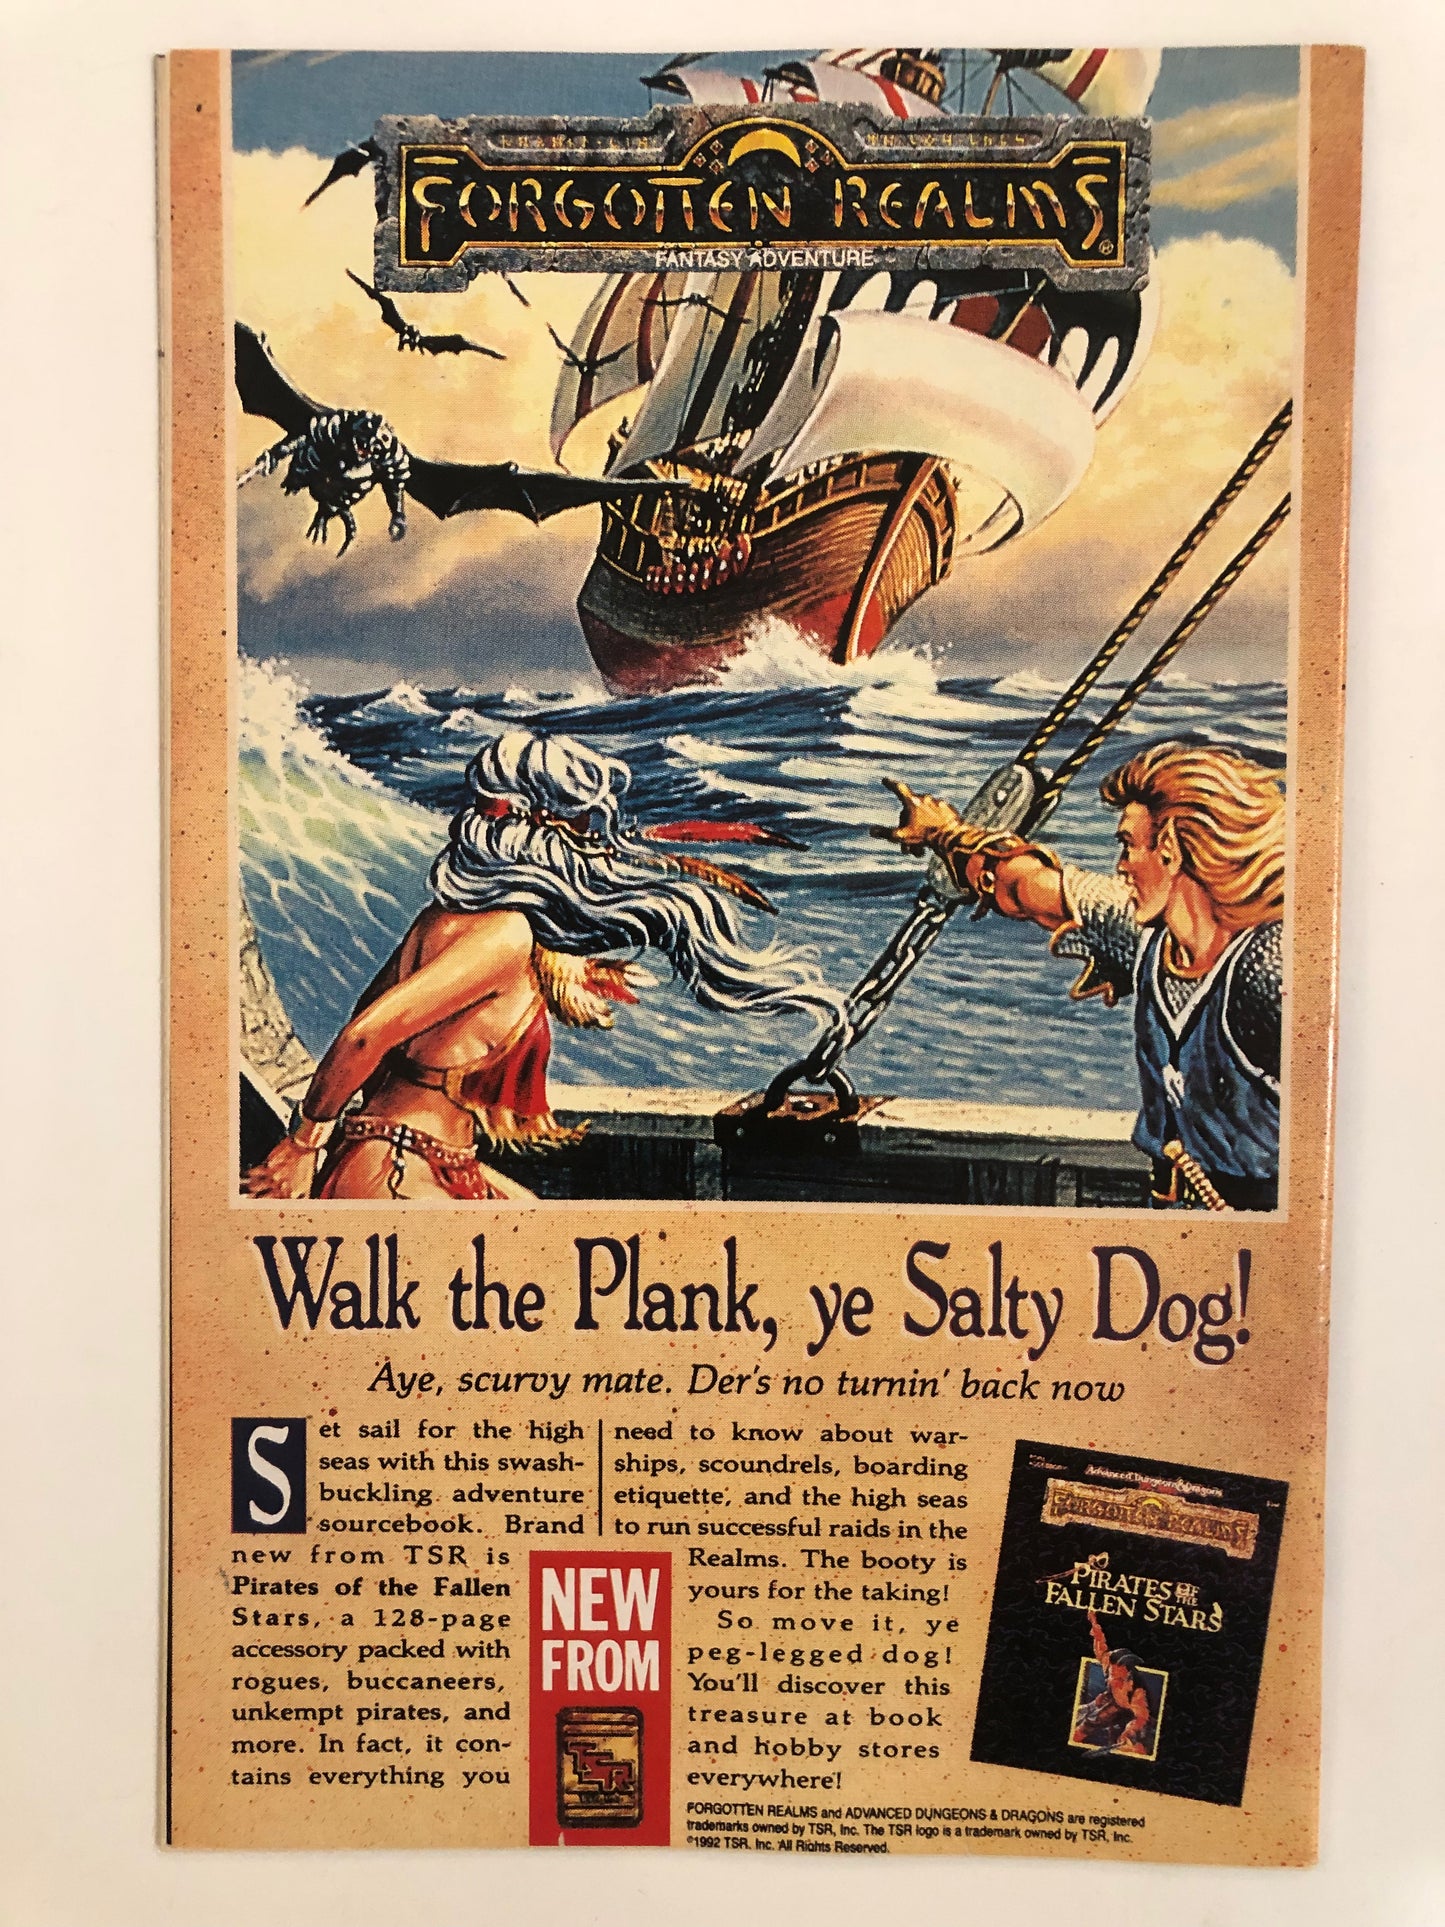 FORGOTTEN REALMS
FANTASY ADVENTURE
Walk the Plank, ye Salty Dog!
Aye, scurvy mate. Der's no turnin' back now
Set sail for the high
seas with this swash-
buckling adventure
sourcebook. Brand
new from TSR is
Pirates of the Fallen
Stars, a 128-page
accessory packed with
rogues, buccaneers,
unkempt pirates, and
more. In fact, it con-
tains everything you
need to know about war-
ships, scoundrels, boarding
etiquette, and the high seas
to run successful raids in the
Realms. The booty is
yours for the taking!
So move it, ye
peg-legged dog!
You'll discover this
treasure at book
and hobby stores
everywhere!
NEW
FROM
TSR
Advanced Dungeons & Dragons
FORGOTTEN REALMS
PIRATES OF
THE
FALLEN STARS
FORGOTTEN REALMS and ADVANCED DUNGEONS & DRAGONS are registered
trademarks owned by TSR, Inc. The TSR logo is a trademark owned by TSR, Inc.
©1992 TSR, Inc. All Rights Reserved.